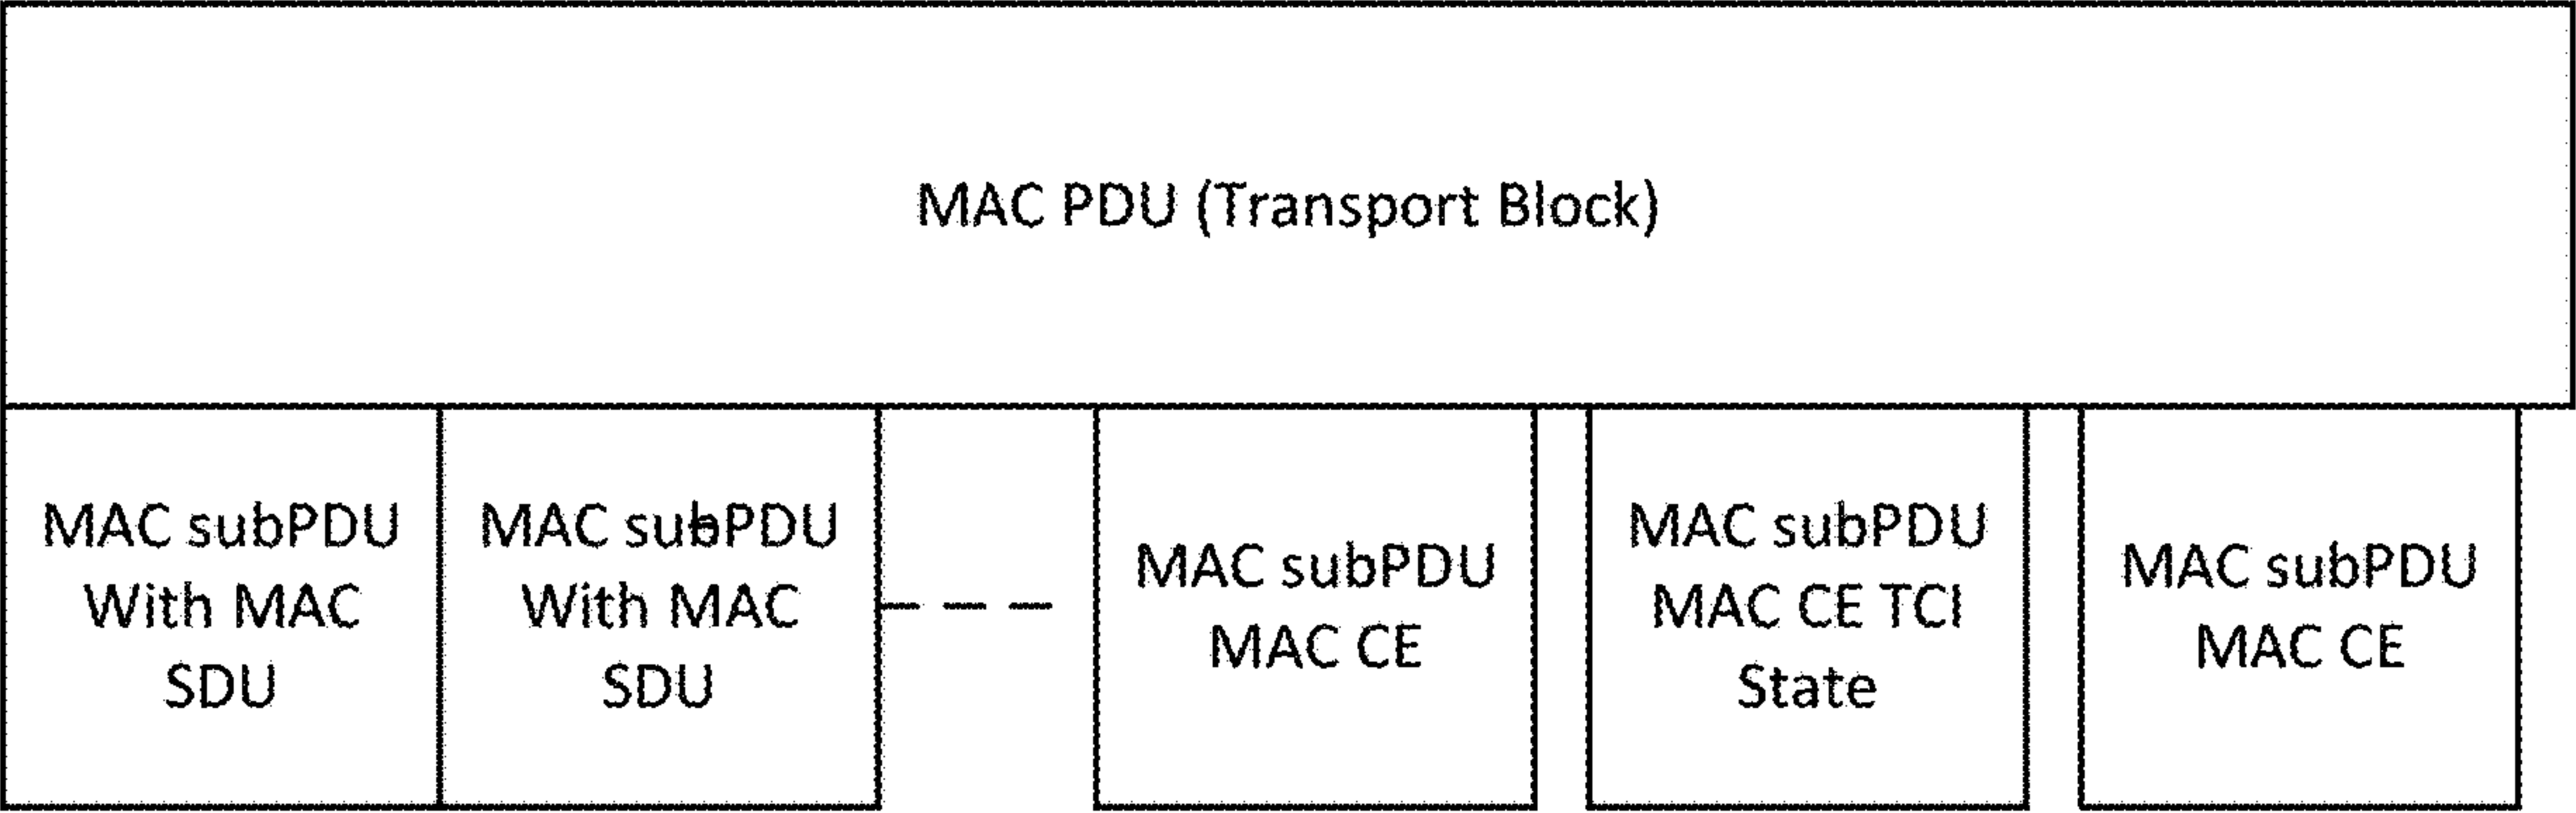 MAC PDU (Transport Block)
MAC subPDU
With MAC
SDU
MAC subPDU
With MAC
SDU
MAC subPDU
MAC CE
MAC subPDU
MAC CE TCI
State
MAC subPDU
MAC CE